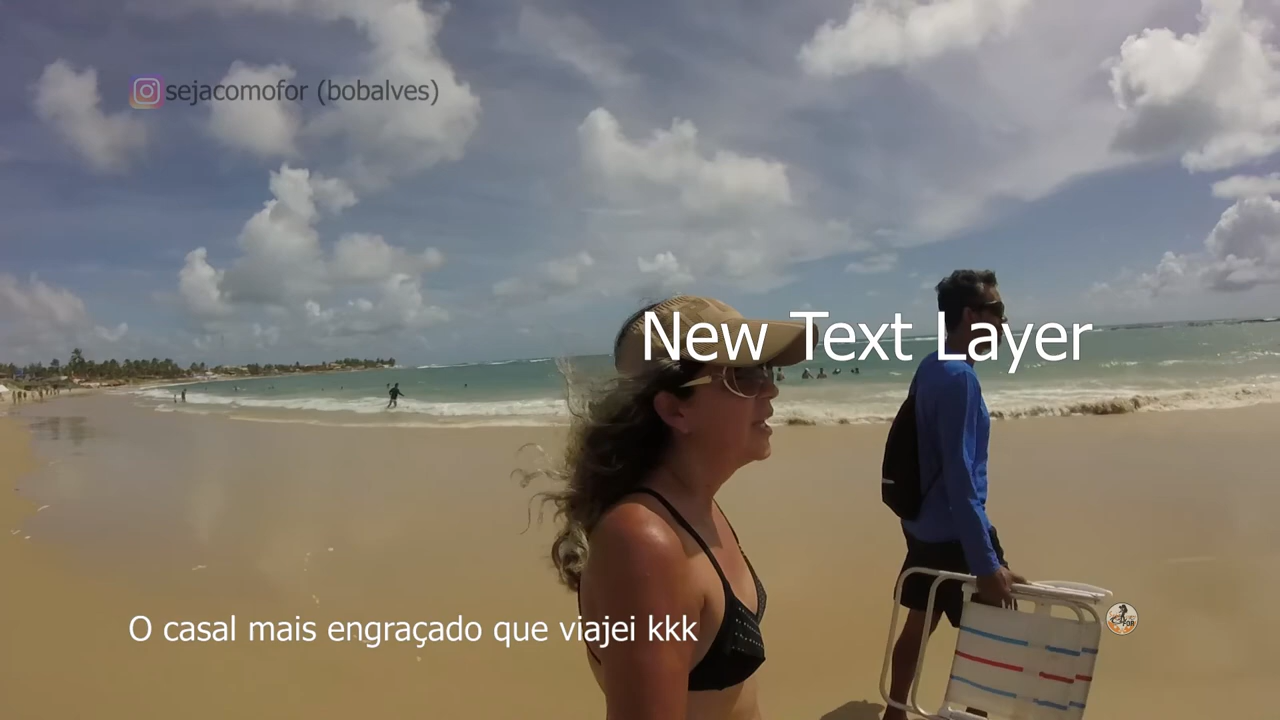 sejacomofor (bobalves)
New Text Layer
O casal mais engraçado que viajei kkk